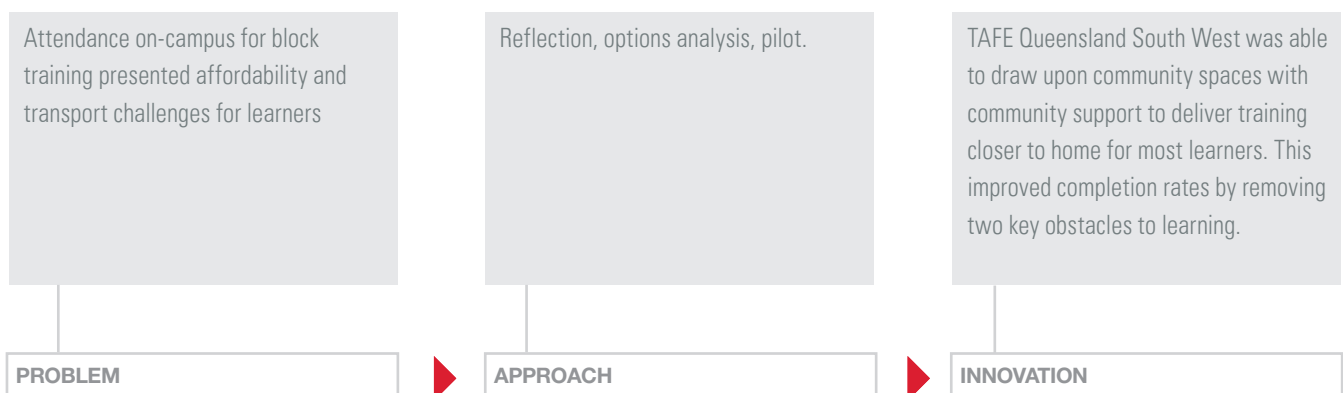 Attendance on-campus for block
training presented affordability and
transport challenges for learners
Reflection, options analysis, pilot.
TAFE Queensland South West was able
to draw upon community spaces with
community support to deliver training
closer to home for most learners. This
improved completion rates by removing
two key obstacles to learning.
PROBLEM
APPROACH
INNOVATION